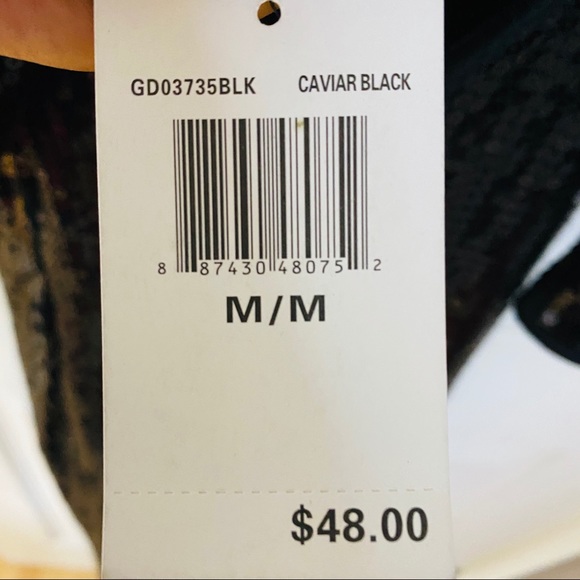 GD03735BLK CAVIAR BLACK
8 87430 48075 2
M/M
$48.00